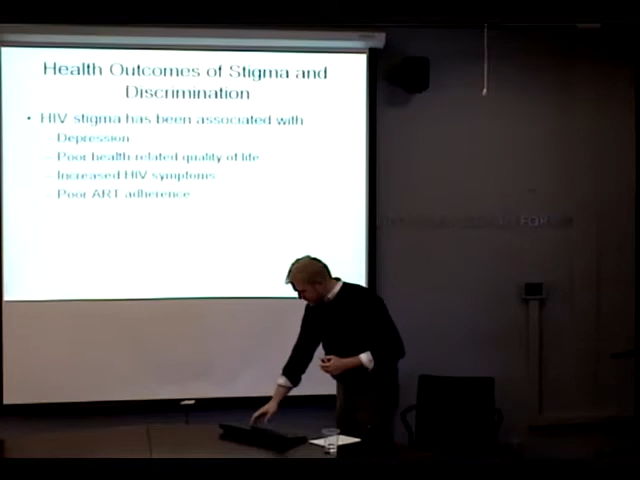 Health Outcomes of Stigma and
Discrimination
• HIV stigma has been associated with
– Depression
– Poor health related quality of life
– Increased HIV symptoms
– Poor ART adherence